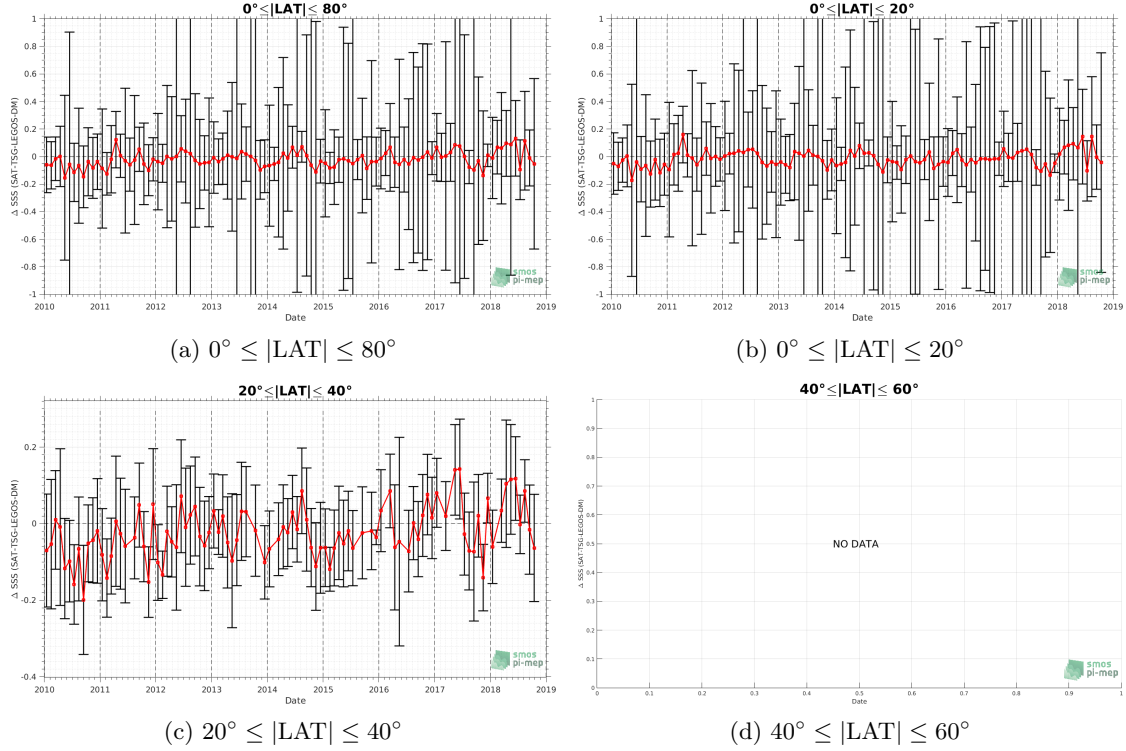 0°≤|LAT|≤ 80°
1
0.8
0.6
0.4
0.2
0
-0.2
-0.4
-0.6
-0.8
-1
Δ SSS (SAT-TSG-LEGOS-DM)
2010 2011 2012 2013 2014 2015 2016 2017 2018 2019
Date
smos
pi-mep
(a) 0° ≤ |LAT| ≤ 80°
0°≤|LAT|≤ 20°
1
0.8
0.6
0.4
0.2
0
-0.2
-0.4
-0.6
-0.8
-1
Δ SSS (SAT-TSG-LEGOS-DM)
2010 2011 2012 2013 2014 2015 2016 2017 2018 2019
Date
smos
pi-mep
(b) 0° ≤ |LAT| ≤ 20°
20°≤|LAT|≤ 40°
0.2
0
-0.2
-0.4
Δ SSS (SAT-TSG-LEGOS-DM)
2010 2011 2012 2013 2014 2015 2016 2017 2018 2019
Date
smos
pi-mep
(c) 20° ≤ |LAT| ≤ 40°
40°≤|LAT|≤ 60°
1
0.9
0.8
0.7
0.6
0.5
0.4
0.3
0.2
0.1
0
Δ SSS (SAT-TSG-LEGOS-DM)
NO DATA
0 0.1 0.2 0.3 0.4 0.5 0.6 0.7 0.8 0.9 1
Date
smos
pi-mep
(d) 40° ≤ |LAT| ≤ 60°